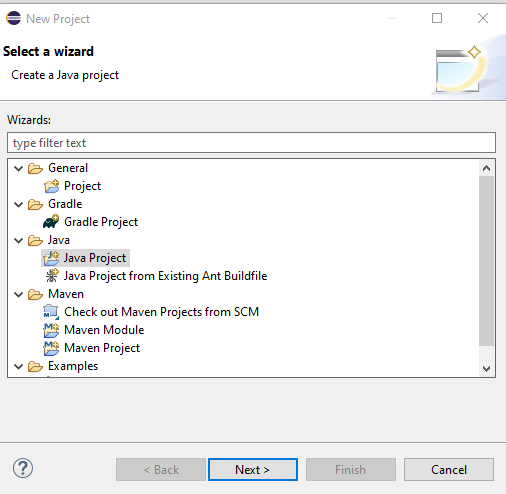 New Project
Select a wizard
Create a Java project
Wizards:
type filter text
General
Project
Gradle
Gradle Project
Java
Java Project
Java Project from Existing Ant Buildfile
Maven
Check out Maven Projects from SCM
Maven Module
Maven Project
Examples
< Back Next > Finish Cancel